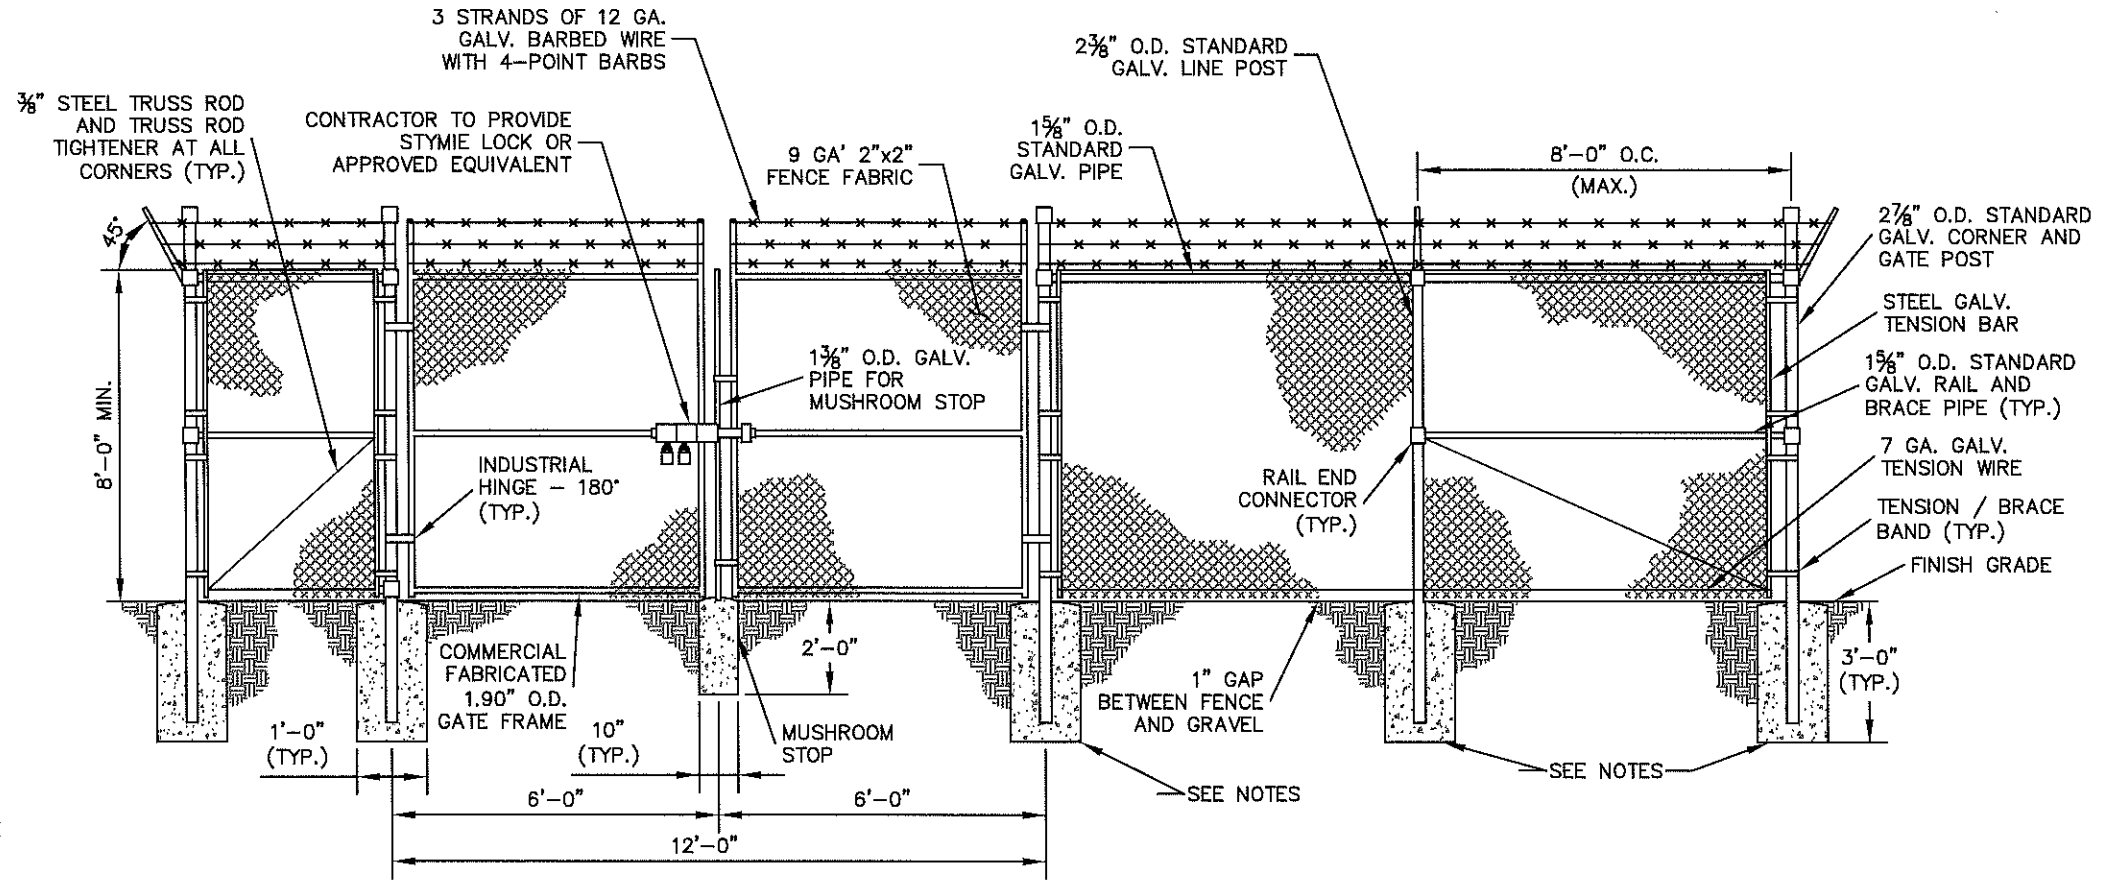 3 STRANDS OF 12 GA.
GALV. BARBED WIRE
WITH 4-POINT BARBS
2⅜" O.D. STANDARD
GALV. LINE POST
⅜" STEEL TRUSS ROD
AND TRUSS ROD
TIGHTENER AT ALL
CORNERS (TYP.)
CONTRACTOR TO PROVIDE
STYMIE LOCK OR
APPROVED EQUIVALENT
9 GA' 2"x2"
FENCE FABRIC
1⅝" O.D.
STANDARD
GALV. PIPE
8'-0" O.C.
(MAX.)
45°
2⅞" O.D. STANDARD
GALV. CORNER AND
GATE POST
STEEL GALV.
TENSION BAR
1⅝" O.D. STANDARD
GALV. RAIL AND
BRACE PIPE (TYP.)
1⅜" O.D. GALV.
PIPE FOR
MUSHROOM STOP
8'-0" MIN.
INDUSTRIAL
HINGE – 180°
(TYP.)
RAIL END
CONNECTOR
(TYP.)
7 GA. GALV.
TENSION WIRE
TENSION / BRACE
BAND (TYP.)
FINISH GRADE
COMMERCIAL
FABRICATED
1.90" O.D.
GATE FRAME
2'-0"
1" GAP
BETWEEN FENCE
AND GRAVEL
3'-0"
(TYP.)
1'-0"
(TYP.)
10"
(TYP.)
MUSHROOM
STOP
SEE NOTES
SEE NOTES
6'-0"
6'-0"
12'-0"